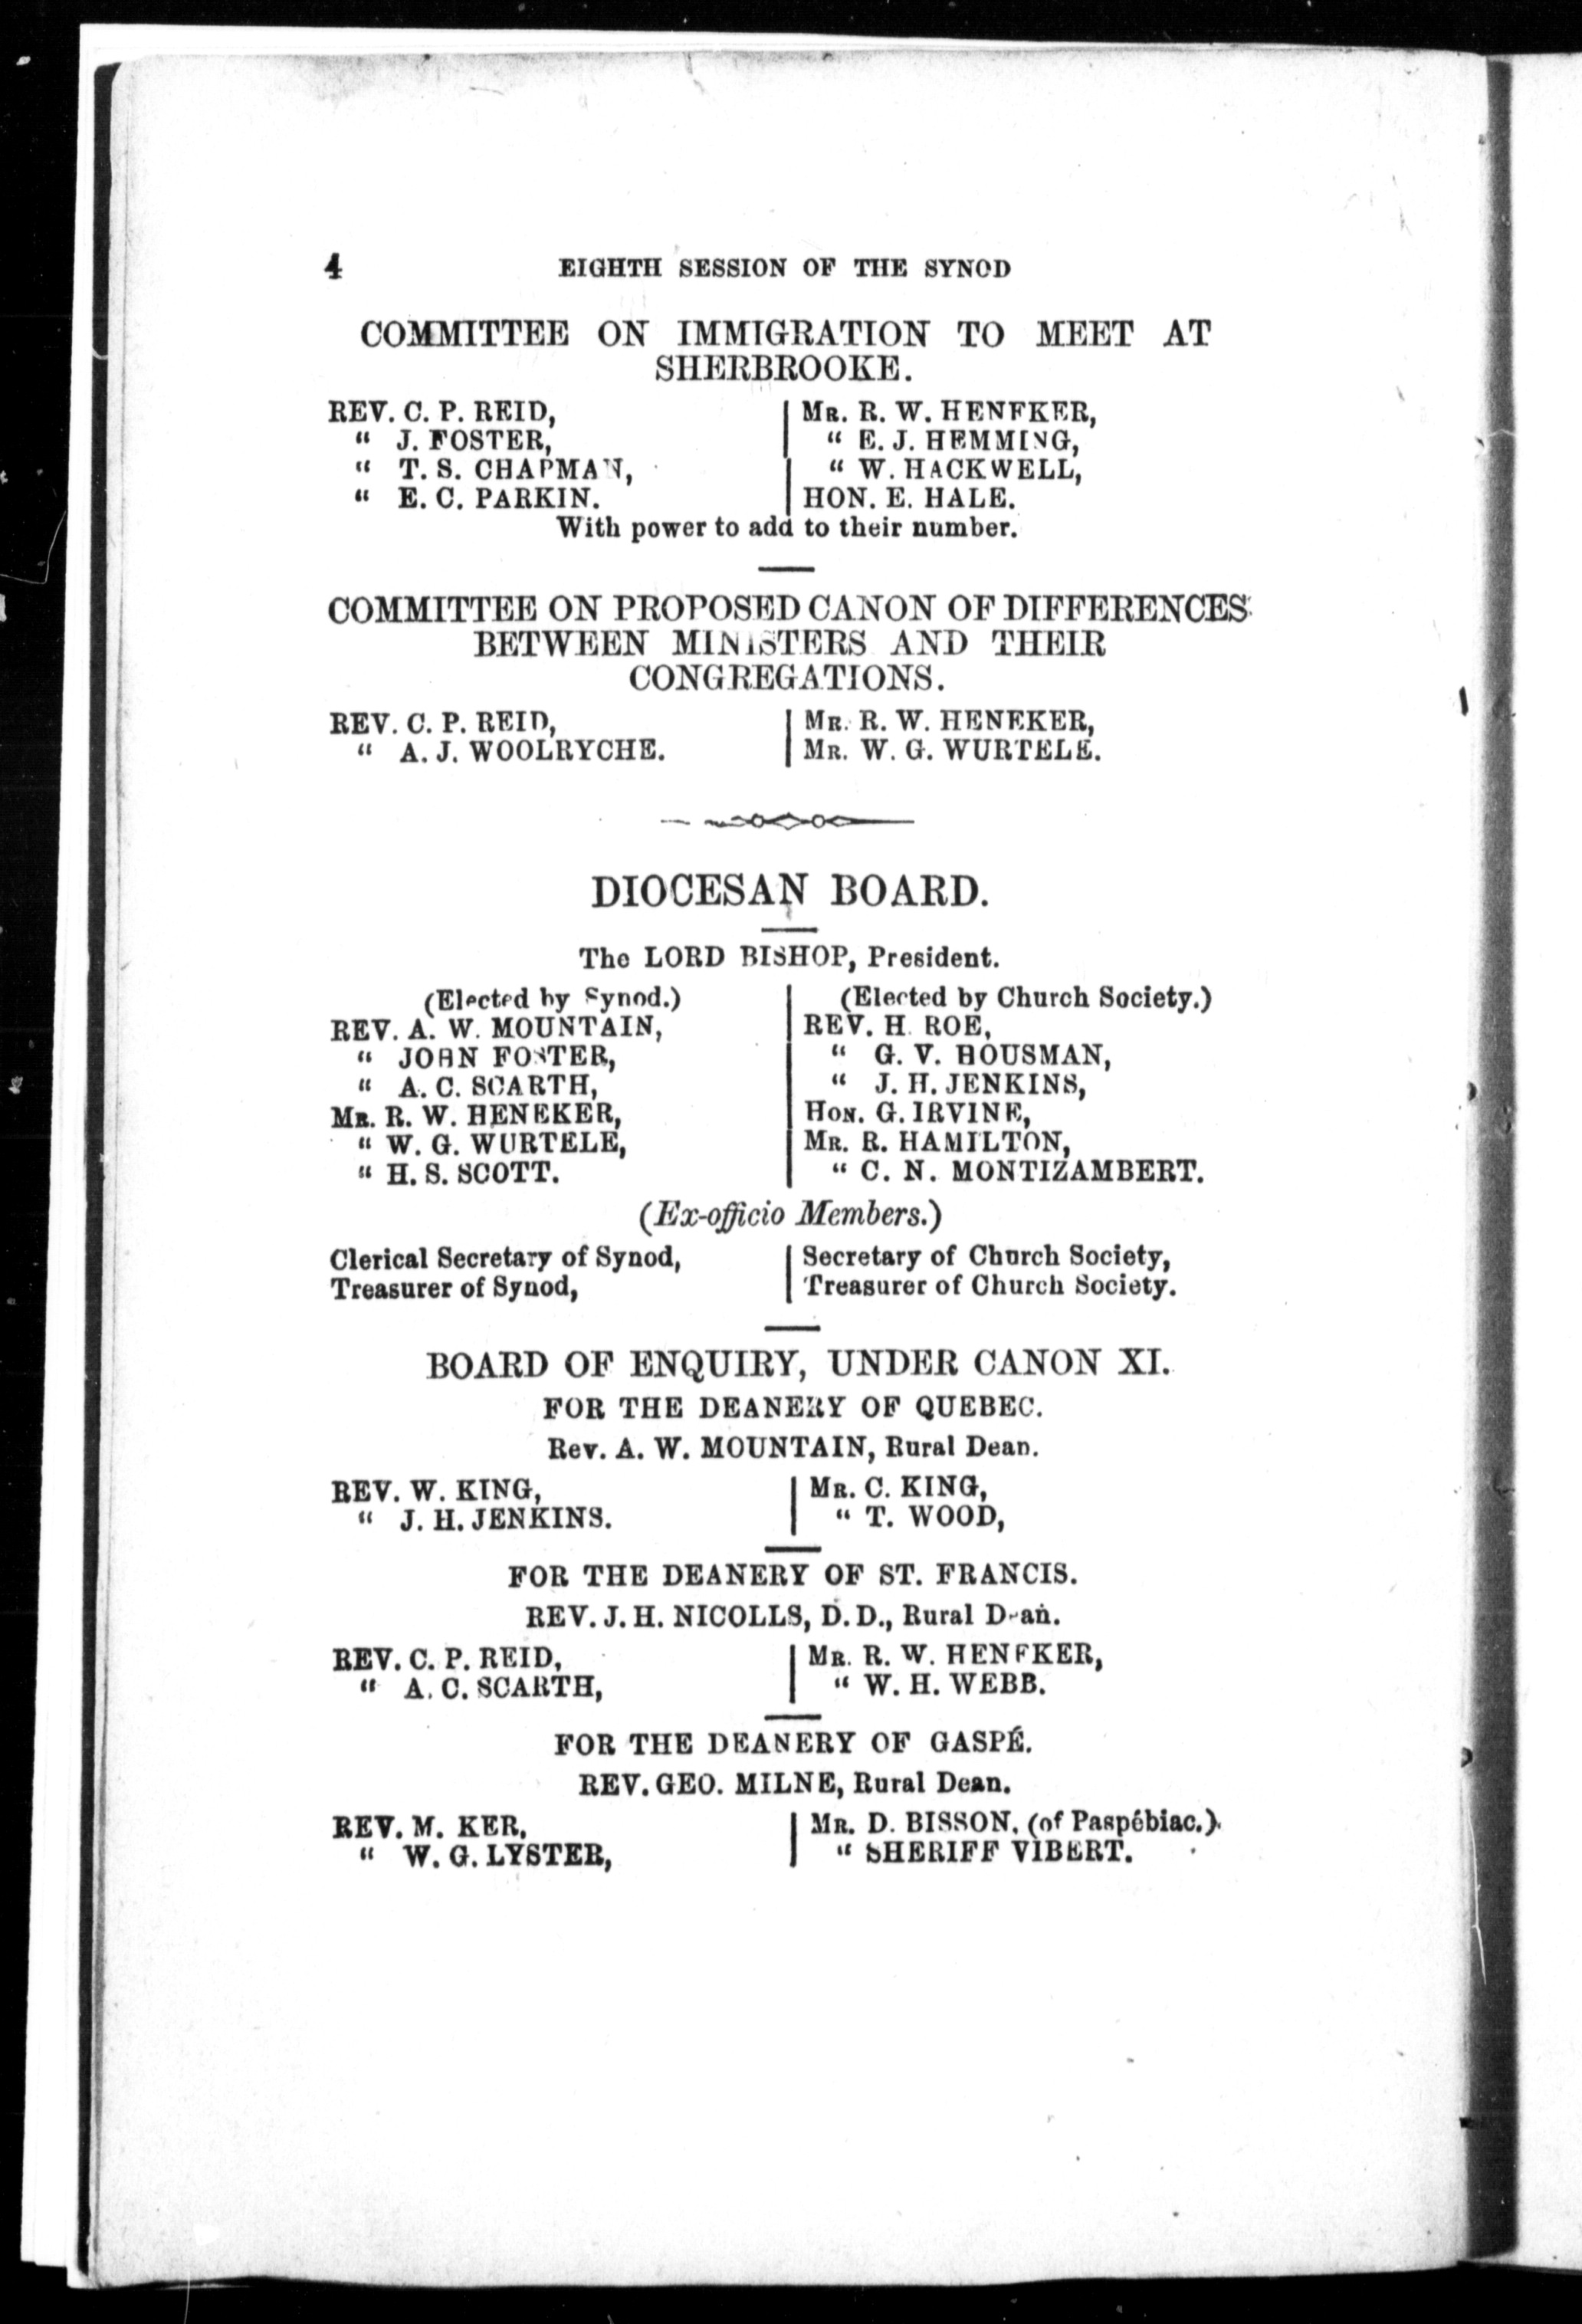 4 EIGHTH SESSION OF THE SYNOD
COMMITTEE ON IMMIGRATION TO MEET AT
SHERBROOKE.
REV. C. P. REID,
“ J. FOSTER,
“ T. S. CHAPMAN,
“ E. C. PARKIN.
MR. R. W. HENEKER,
“ E. J. HEMMING,
“ W. HACKWELL,
HON. E. HALE.
With power to add to their number.
COMMITTEE ON PROPOSED CANON OF DIFFERENCES
BETWEEN MINISTERS AND THEIR
CONGREGATIONS.
REV. C. P. REID,
“ A. J. WOOLRYCHE.
MR. R. W. HENEKER,
MR. W. G. WURTELE.
DIOCESAN BOARD.
The LORD BISHOP, President.
(Elected by Synod.)
REV. A. W. MOUNTAIN,
“ JOHN FOSTER,
“ A. C. SCARTH,
MR. R. W. HENEKER,
“ W. G. WURTELE,
“ H. S. SCOTT.
(Elected by Church Society.)
REV. H. ROE,
“ G. V. HOUSMAN,
“ J. H. JENKINS,
HON. G. IRVINE,
MR. R. HAMILTON,
“ C. N. MONTIZAMBERT.
(Ex-officio Members.)
Clerical Secretary of Synod,
Treasurer of Synod,
Secretary of Church Society,
Treasurer of Church Society.
BOARD OF ENQUIRY, UNDER CANON XI.
FOR THE DEANERY OF QUEBEC.
Rev. A. W. MOUNTAIN, Rural Dean.
REV. W. KING,
“ J. H. JENKINS.
MR. C. KING,
“ T. WOOD,
FOR THE DEANERY OF ST. FRANCIS.
REV. J. H. NICOLLS, D. D., Rural Dean.
REV. C. P. REID,
“ A. C. SCARTH,
MR. R. W. HENEKER,
“ W. H. WEBB.
FOR THE DEANERY OF GASPÉ.
REV. GEO. MILNE, Rural Dean.
REV. M. KER,
“ W. G. LYSTER,
MR. D. BISSON, (of Paspébiac.)
“ SHERIFF VIBERT.